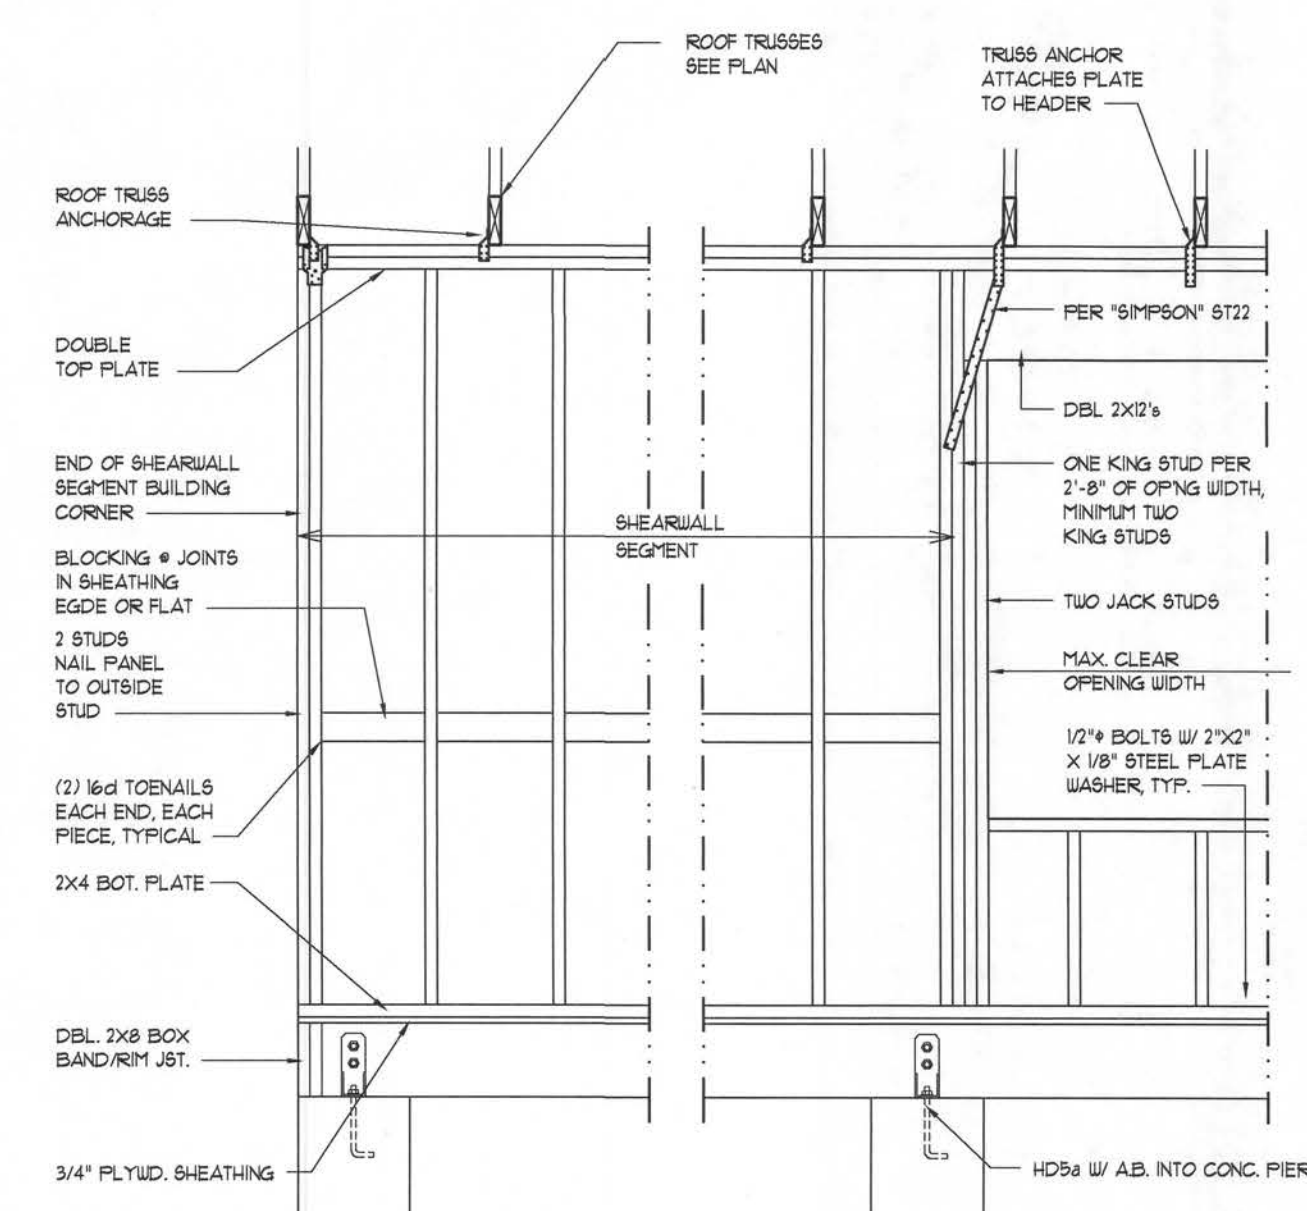 ROOF TRUSSES
SEE PLAN
TRUSS ANCHOR
ATTACHES PLATE
TO HEADER
ROOF TRUSS
ANCHORAGE
PER "SIMPSON" ST22
DOUBLE
TOP PLATE
DBL 2X12's
END OF SHEARWALL
SEGMENT BUILDING
CORNER
ONE KING STUD PER
2'-8" OF OP'NG WIDTH,
MINIMUM TWO
KING STUDS
SHEARWALL
SEGMENT
BLOCKING @ JOINTS
IN SHEATHING
EGDE OR FLAT
TWO JACK STUDS
2 STUDS
NAIL PANEL
TO OUTSIDE
STUD
MAX. CLEAR
OPENING WIDTH
1/2"ϕ BOLTS W/ 2"X2"
X 1/8" STEEL PLATE
WASHER, TYP.
(2) 16d TOENAILS
EACH END, EACH
PIECE, TYPICAL
2X4 BOT. PLATE
DBL. 2X8 BOX
BAND/RIM JST.
3/4" PLYWD. SHEATHING
HD5a W/ A.B. INTO CONC. PIER